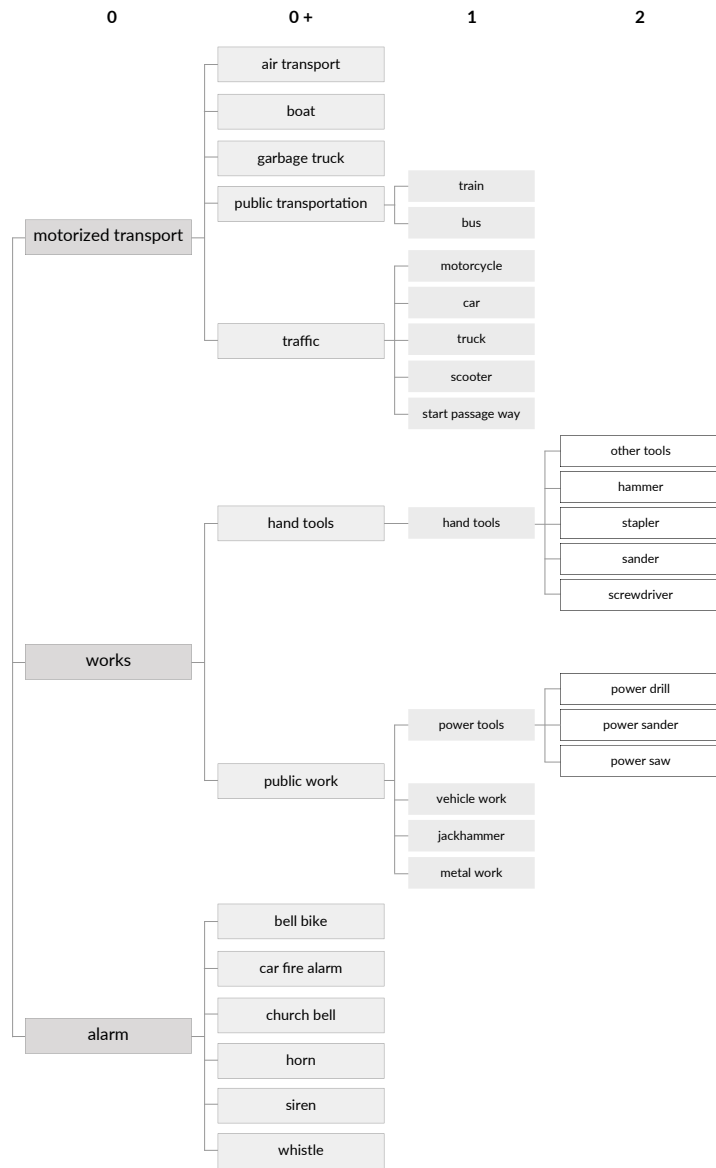 0 0 + 1 2
air transport
boat
garbage truck
train
public transportation
bus
motorized transport
motorcycle
car
traffic
truck
scooter
start passage way
other tools
hammer
hand tools
hand tools
stapler
sander
screwdriver
works
power drill
power tools
power sander
power saw
public work
vehicle work
jackhammer
metal work
bell bike
car fire alarm
church bell
alarm
horn
siren
whistle